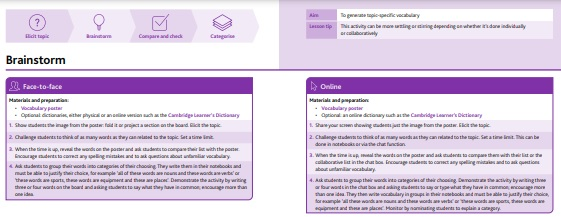 Elicit topic
Brainstorm
Compare and check
Categorise
Aim To generate topic-specific vocabulary
Lesson tip This activity can be more settling or stirring depending on whether it's done individually
or collaboratively
Brainstorm
Face-to-face
Materials and preparation:
• Vocabulary poster
• Optional: dictionaries, either physical or an online version such as the Cambridge Learner's Dictionary
1. Show students the image from the poster: fold it or project a section on the board. Elicit the topic.
2. Challenge students to think of as many words as they can related to the topic. Set a time limit.
3. When the time is up, reveal the words on the poster and ask students to compare their list with the poster.
Encourage students to correct any spelling mistakes and to ask questions about unfamiliar vocabulary.
4. Ask students to group their words into categories of their choosing. They write them in their notebooks and
must be able to justify their choice, for example 'all of these words are nouns and these words are verbs' or
'these words are sports, these words are equipment and these are places'. Demonstrate the activity by writing
three or four words on the board and asking students to say what they have in common; encourage more than
one idea.
Online
Materials and preparation:
• Vocabulary poster
• Optional: an online dictionary such as the Cambridge Learner's Dictionary
1. Share your screen showing students just the image from the poster. Elicit the topic.
2. Challenge students to think of as many words as they can related to the topic. Set a time limit. This can be
done in notebooks or via the chat function.
3. When the time is up, reveal the words on the poster and ask students to compare them with their list or the
collaborative list in the chat box. Encourage students to correct any spelling mistakes and to ask questions
about unfamiliar vocabulary.
4. Ask students to group their words into categories of their choosing. Demonstrate the activity by writing three
or four words in the chat box and asking students to say or type what they have in common; encourage more
than one idea. They write vocabulary in groups in their notebooks and must be able to justify their choice,
for example 'all these words are nouns and these words are verbs' or 'these words are sports, these words are
equipment and these are places'. Monitor by nominating students to explain a category.